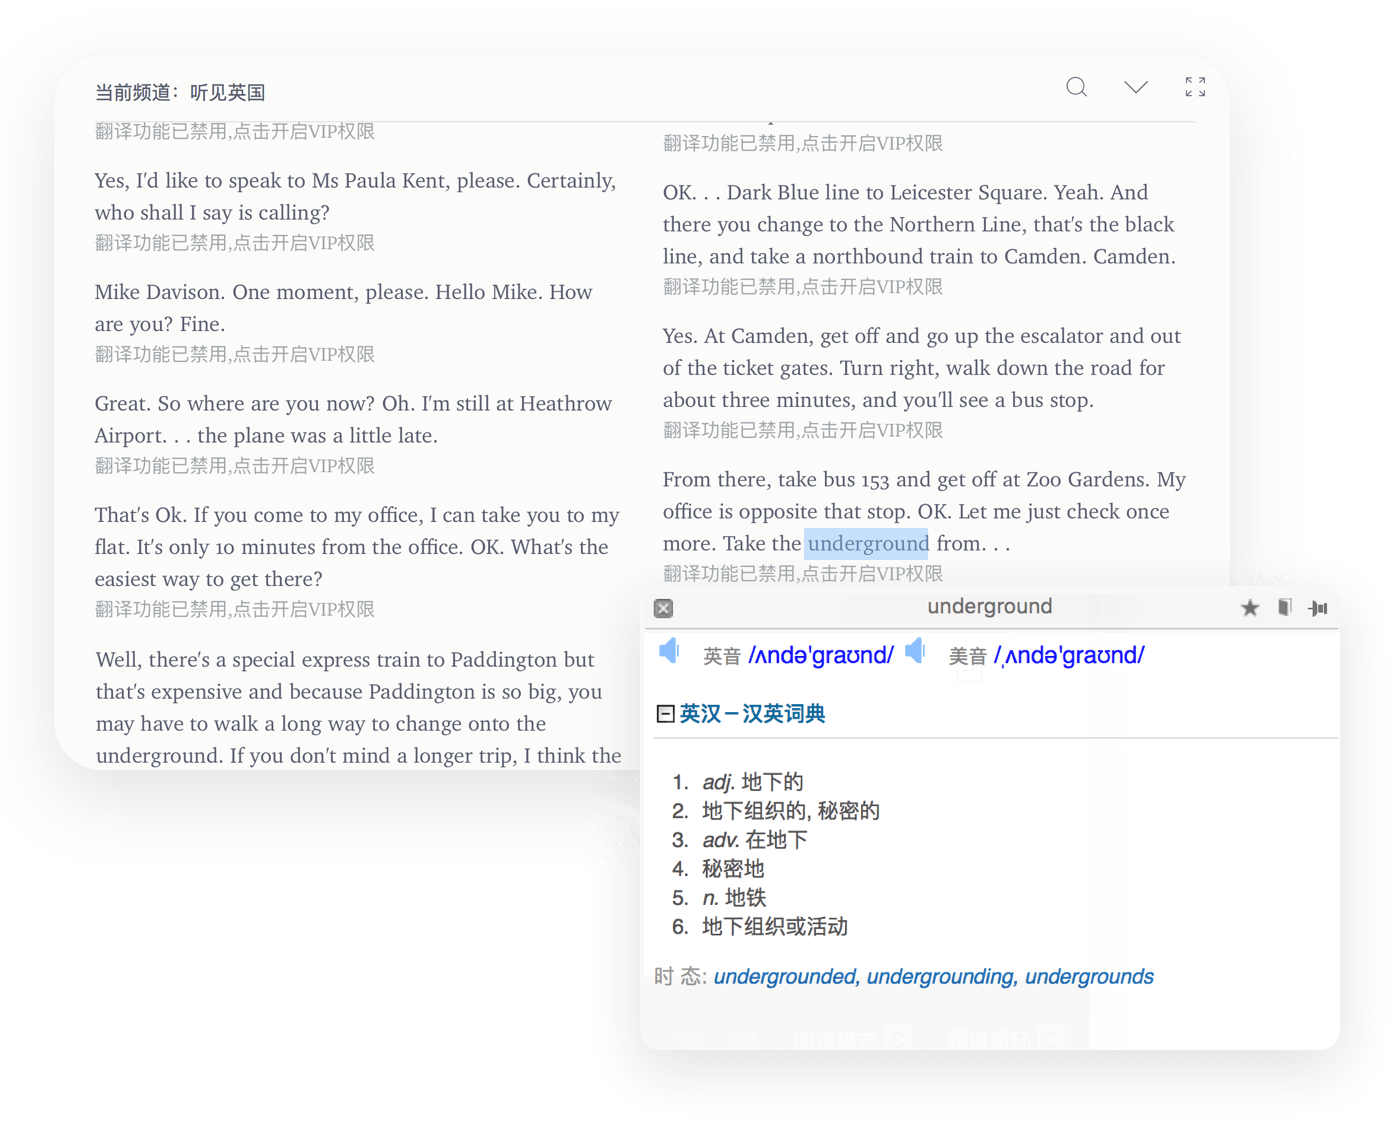 当前频道：听见英国
翻译功能已禁用,点击开启VIP权限
Yes, I'd like to speak to Ms Paula Kent, please. Certainly,
who shall I say is calling?
翻译功能已禁用,点击开启VIP权限
Mike Davison. One moment, please. Hello Mike. How
are you? Fine.
翻译功能已禁用,点击开启VIP权限
Great. So where are you now? Oh. I'm still at Heathrow
Airport. . . the plane was a little late.
翻译功能已禁用,点击开启VIP权限
That's Ok. If you come to my office, I can take you to my
flat. It's only 10 minutes from the office. OK. What's the
easiest way to get there?
翻译功能已禁用,点击开启VIP权限
Well, there's a special express train to Paddington but
that's expensive and because Paddington is so big, you
may have to walk a long way to change onto the
underground. If you don't mind a longer trip, I think the
翻译功能已禁用,点击开启VIP权限
OK. . . Dark Blue line to Leicester Square. Yeah. And
there you change to the Northern Line, that's the black
line, and take a northbound train to Camden. Camden.
翻译功能已禁用,点击开启VIP权限
Yes. At Camden, get off and go up the escalator and out
of the ticket gates. Turn right, walk down the road for
about three minutes, and you'll see a bus stop.
翻译功能已禁用,点击开启VIP权限
From there, take bus 153 and get off at Zoo Gardens. My
office is opposite that stop. OK. Let me just check once
more. Take the underground from. . .
翻译功能已禁用,点击开启VIP权限
underground
英音 /ʌndə'graʊnd/ 美音 /ˌʌndə'graʊnd/
英汉－汉英词典
1. adj. 地下的
2. 地下组织的, 秘密的
3. adv. 在地下
4. 秘密地
5. n. 地铁
6. 地下组织或活动
时 态: undergrounded, undergrounding, undergrounds
AB 阅读模式 频道循环